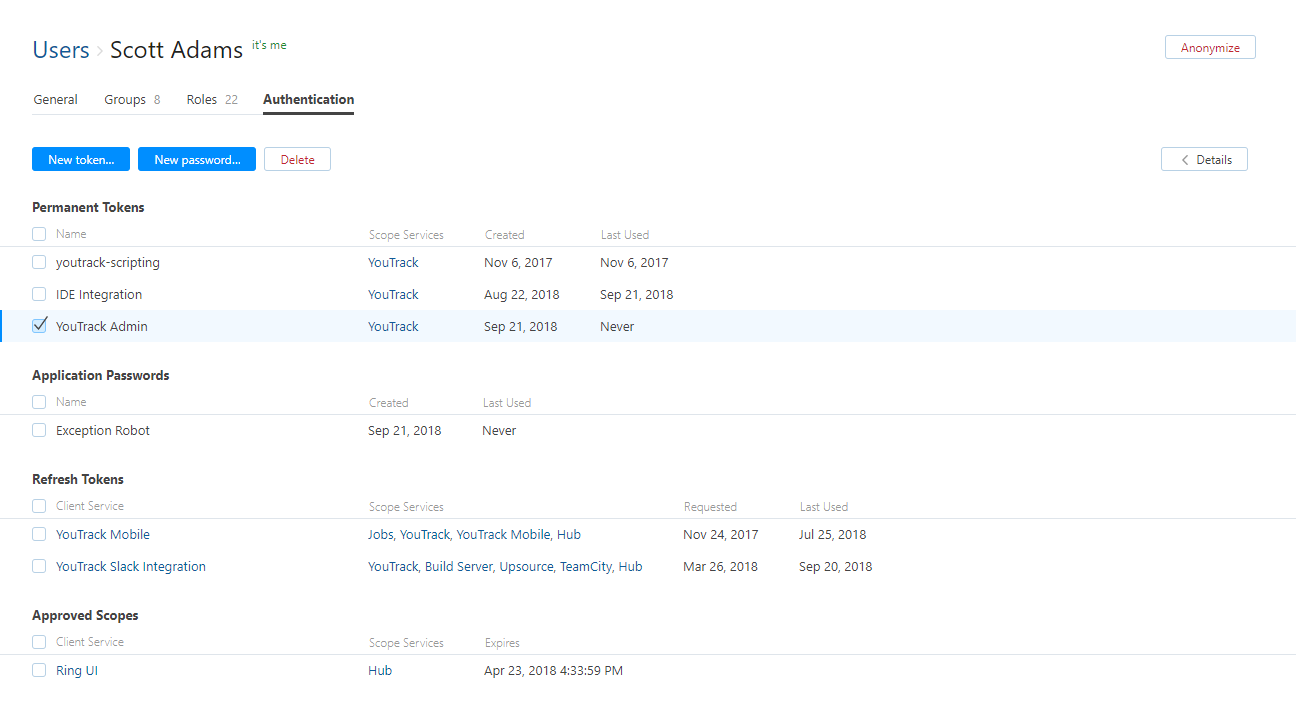 Users › Scott Adams it's me
Anonymize
General Groups 8 Roles 22 Authentication
New token... New password... Delete
Details
Permanent Tokens
Name Scope Services Created Last Used
youtrack-scripting YouTrack Nov 6, 2017 Nov 6, 2017
IDE Integration YouTrack Aug 22, 2018 Sep 21, 2018
YouTrack Admin YouTrack Sep 21, 2018 Never
Application Passwords
Name Created Last Used
Exception Robot Sep 21, 2018 Never
Refresh Tokens
Client Service Scope Services Requested Last Used
YouTrack Mobile Jobs, YouTrack, YouTrack Mobile, Hub Nov 24, 2017 Jul 25, 2018
YouTrack Slack Integration YouTrack, Build Server, Upsource, TeamCity, Hub Mar 26, 2018 Sep 20, 2018
Approved Scopes
Client Service Scope Services Expires
Ring UI Hub Apr 23, 2018 4:33:59 PM